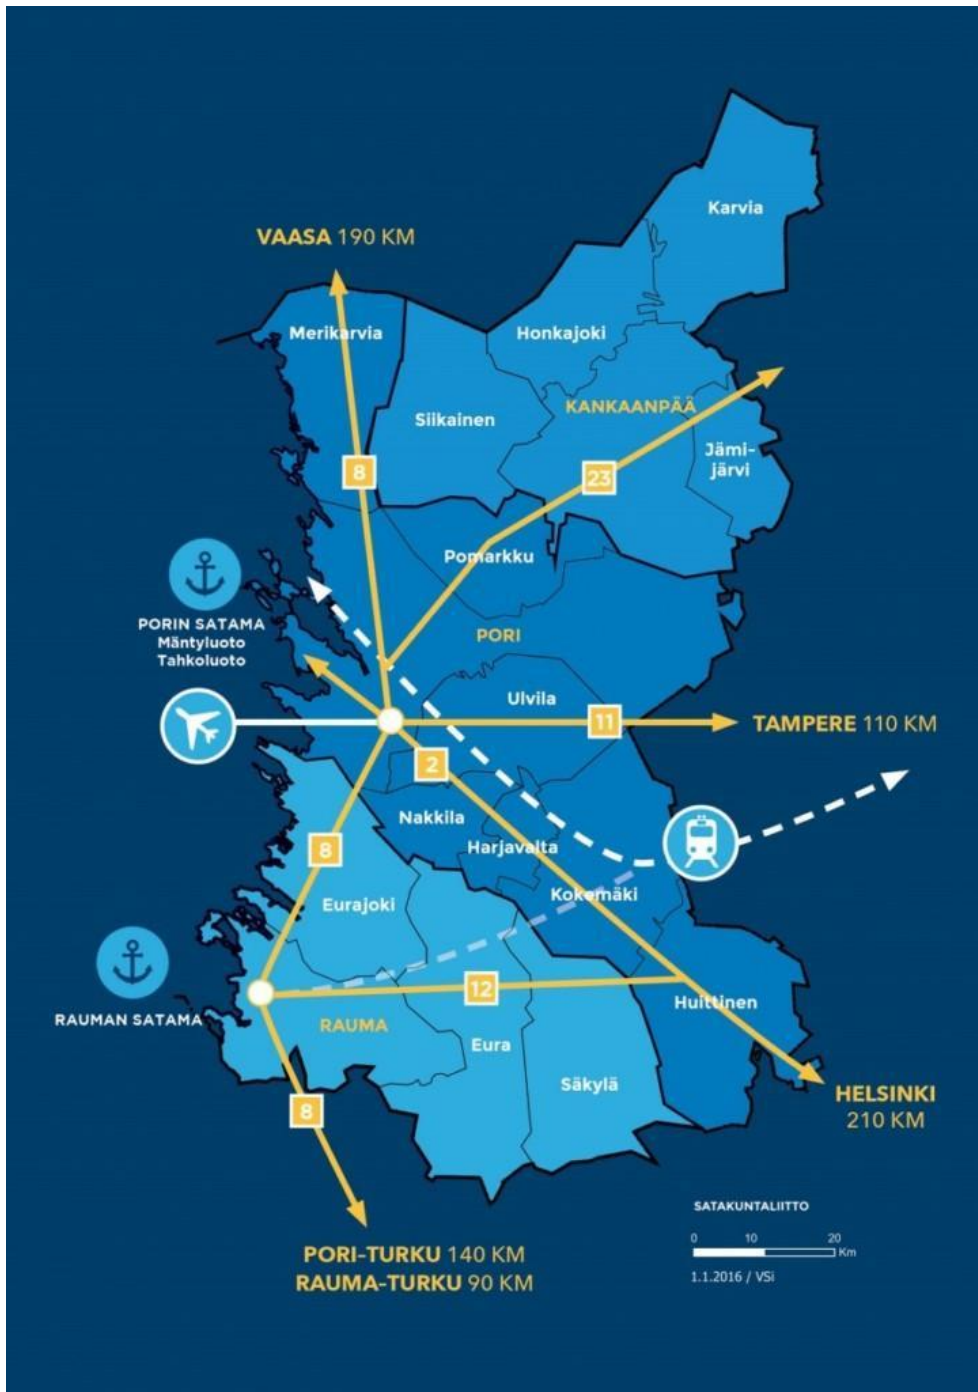 Karvia
VAASA 190 KM
Merikarvia
Honkajoki
KANKAANPÄÄ
Siikainen
Jämi-
järvi
8
23
Pomarkku
PORIN SATAMA
Mäntyluoto
Tahkoluoto
PORI
Ulvila
11
TAMPERE 110 KM
2
Nakkila
Harjavalta
8
Kokemäki
Eurajoki
12
Huittinen
RAUMAN SATAMA
RAUMA
Eura
Säkylä
8
HELSINKI
210 KM
PORI-TURKU 140 KM
RAUMA-TURKU 90 KM
SATAKUNTALIITTO
0 10 20
Km
1.1.2016 / VSi